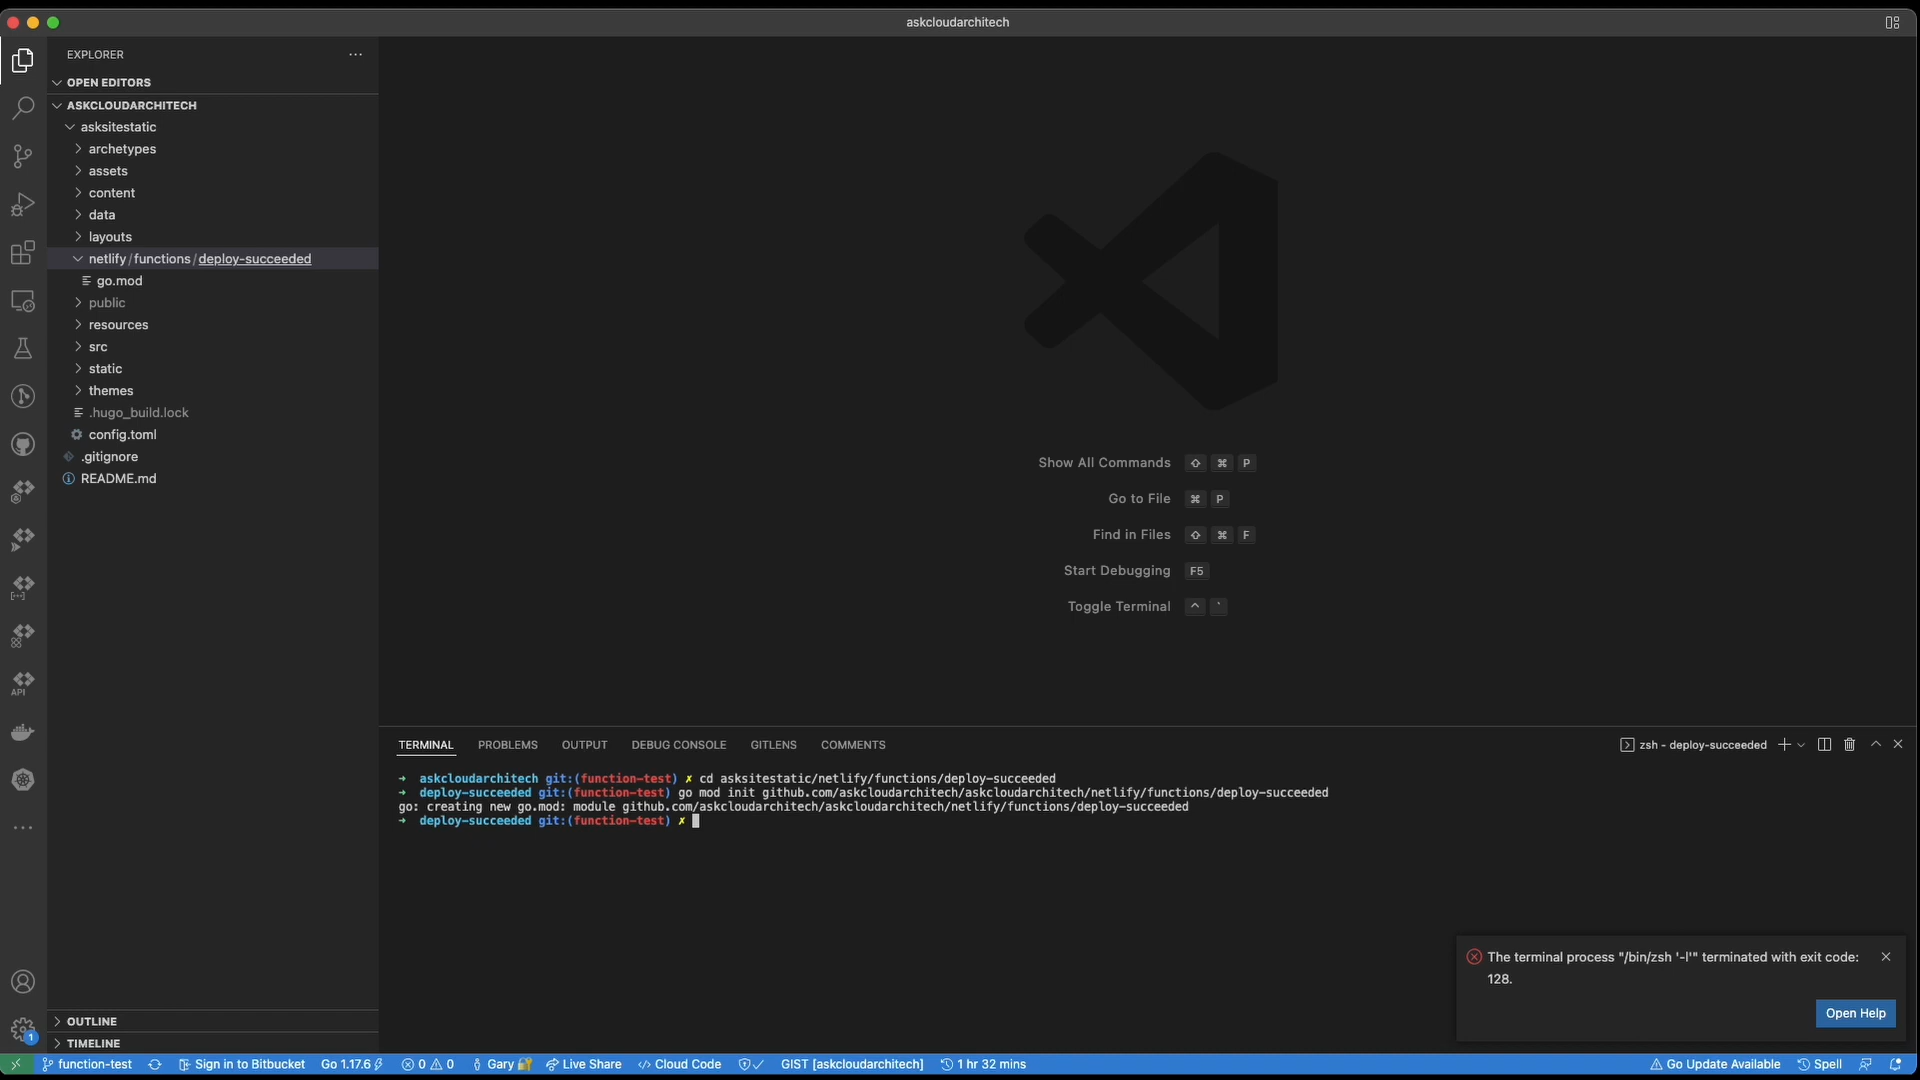 askcloudarchitech
EXPLORER
OPEN EDITORS
ASKCLOUDARCHITECH
asksitestatic
archetypes
assets
content
data
layouts
netlify/functions/deploy-succeeded
go.mod
public
resources
src
static
themes
.hugo_build.lock
config.toml
.gitignore
README.md
API
OUTLINE
TIMELINE
Show All Commands ⇧ ⌘ P
Go to File ⌘ P
Find in Files ⇧ ⌘ F
Start Debugging F5
Toggle Terminal ^ `
TERMINAL PROBLEMS OUTPUT DEBUG CONSOLE GITLENS COMMENTS zsh - deploy-succeeded
➜ askcloudarchitech git:(function-test) ✗ cd asksitestatic/netlify/functions/deploy-succeeded
➜ deploy-succeeded git:(function-test) go mod init github.com/askcloudarchitech/askcloudarchitech/netlify/functions/deploy-succeeded
go: creating new go.mod: module github.com/askcloudarchitech/askcloudarchitech/netlify/functions/deploy-succeeded
➜ deploy-succeeded git:(function-test) ✗
The terminal process "/bin/zsh '-l'" terminated with exit code:
128.
Open Help
1
function-test Sign in to Bitbucket Go 1.17.6 0 0 Gary Live Share Cloud Code GIST [askcloudarchitech] 1 hr 32 mins Go Update Available Spell